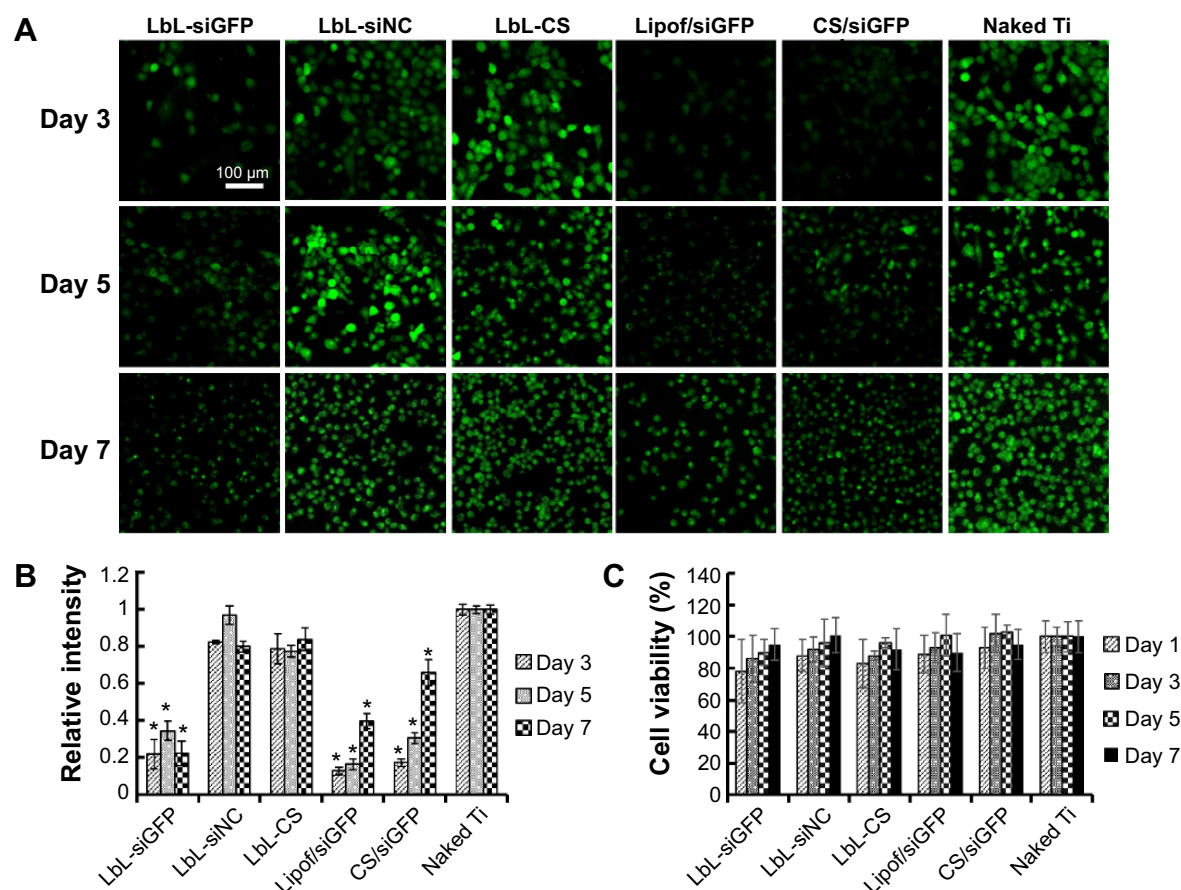 A
LbL-siGFP LbL-siNC LbL-CS Lipof/siGFP CS/siGFP Naked Ti
Day 3
100 µm
Day 5
Day 7
B
Relative intensity
1.2
1
0.8
0.6
0.4
0.2
0
* * *
* * *
* * *
Day 3
Day 5
Day 7
LbL-siGFP
LbL-siNC
LbL-CS
Lipof/siGFP
CS/siGFP
Naked Ti
C
Cell viability (%)
140
120
100
80
60
40
20
0
Day 1
Day 3
Day 5
Day 7
LbL-siGFP
LbL-siNC
LbL-CS
Lipof/siGFP
CS/siGFP
Naked Ti